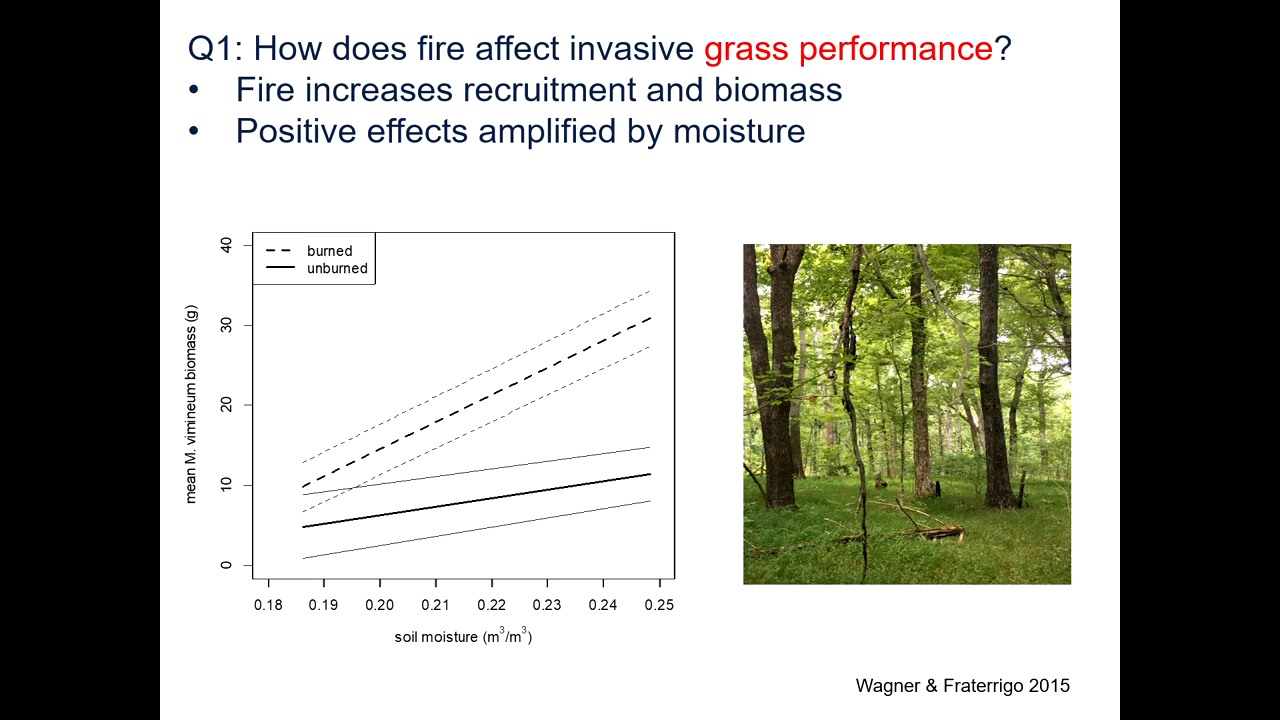 Q1: How does fire affect invasive grass performance?
• Fire increases recruitment and biomass
• Positive effects amplified by moisture
burned
unburned
40
30
20
10
0
mean M. vimineum biomass (g)
0.18 0.19 0.20 0.21 0.22 0.23 0.24 0.25
soil moisture (m³/m³)
Wagner & Fraterrigo 2015